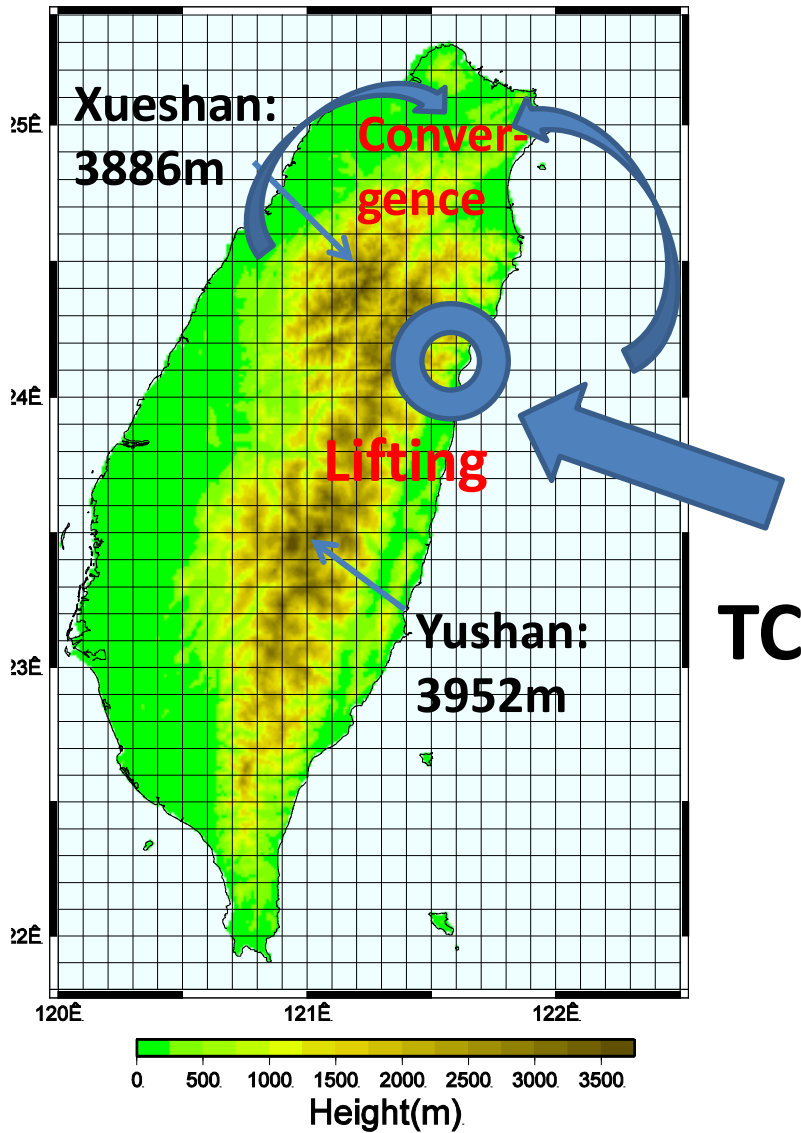 Xueshan:
3886m
Conver-
gence
Lifting
Yushan:
3952m
TC
25Ê
24Ê
23Ê
22Ê
120Ê 121Ê 122Ê
0. 500. 1000. 1500. 2000. 2500. 3000. 3500.
Height(m).